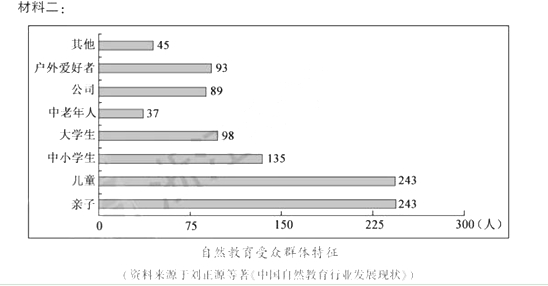 材料二：
其他 45
户外爱好者 93
公司 89
中老年人 37
大学生 98
中小学生 135
儿童 243
亲子 243
0 75 150 225 300（人）
自然教育受众群体特征
（资料来源于刘正源等著《中国自然教育行业发展现状》）